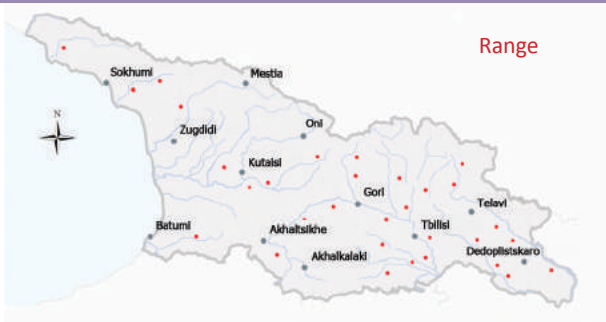 Range
N
Sokhumi
Mestia
Zugdidi
Oni
Kutaisi
Gori
Telavi
Batumi
Akhaltsikhe
Tbilisi
Akhalkalaki
Dedoplistskaro